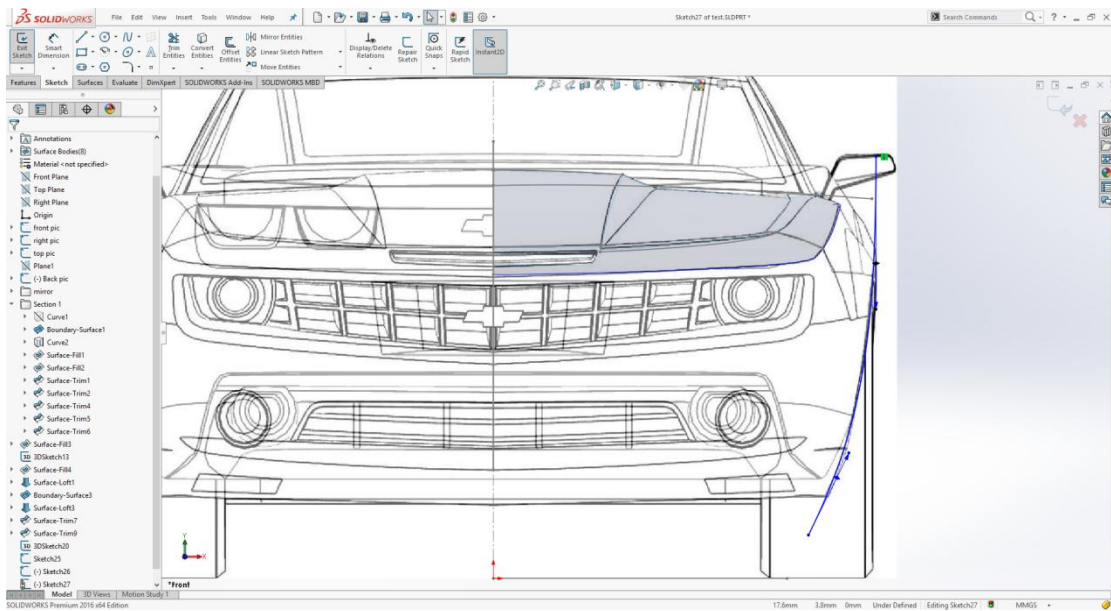 SOLIDWORKS File Edit View Insert Tools Window Help Sketch27 of test.SLDPRT * Search Commands
Exit Sketch
Smart Dimension
Trim Entities
Convert Entities
Offset Entities
Mirror Entities
Linear Sketch Pattern
Move Entities
Display/Delete Relations
Repair Sketch
Quick Snaps
Rapid Sketch
Instant2D
Features Sketch Surfaces Evaluate DimXpert SOLIDWORKS Add-Ins SOLIDWORKS MBD
Annotations
Surface Bodies(8)
Material <not specified>
Front Plane
Top Plane
Right Plane
Origin
front pic
right pic
top pic
Plane1
(-) Back pic
mirror
Section 1
Curve1
Boundary-Surface1
Curve2
Surface-Fill1
Surface-Fill2
Surface-Trim1
Surface-Trim2
Surface-Trim4
Surface-Trim5
Surface-Trim6
Surface-Fill3
3D 3DSketch13
Surface-Fill4
Surface-Loft1
Boundary-Surface3
Surface-Loft3
Surface-Trim7
Surface-Trim9
3D 3DSketch20
Sketch25
(-) Sketch26
(-) Sketch27
Y
X
*Front
Model 3D Views Motion Study 1
SOLIDWORKS Premium 2016 x64 Edition 17.6mm 3.8mm 0mm Under Defined Editing Sketch27 MMGS